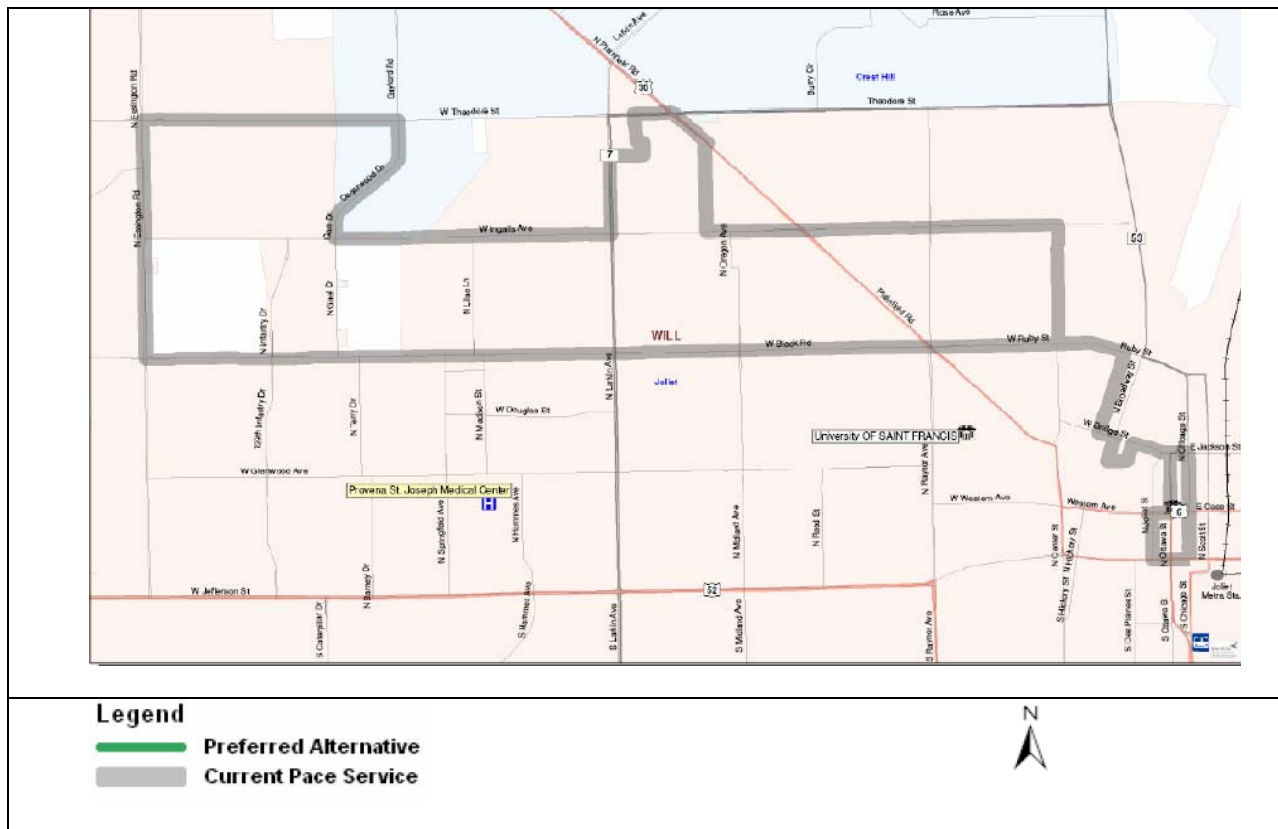 Rose Ave
Larkin Ave
N Plainfield Rd
Gaylord Rd
N Essington Rd
Burry Cir
Crest Hill
30
Theodore St
W Theodore St
7
Cedarwood Dr
N Essington Rd
W Ingalls Ave
N Oregon Ave
53
N Gael Dr
N Lilac Ln
N Infantry Dr
Plainfield Rd
WILL
W Black Rd
W Ruby St
Ruby St
Joliet
N Larkin Ave
N Broadway St
129th Infantry Dr
N Terry Dr
N Madison St
W Douglas St
W Bridge St
N Chicago St
E Jackson St
University OF SAINT FRANCIS
W Glenwood Ave
N Raynor Ave
Provena St. Joseph Medical Center
H
W Western Ave
Western Ave
E Cass St
6
N Springfield Ave
N Hammes Ave
N Midland Ave
N Reed St
N Center St
N Hickory St
N Joliet St
N Ottawa St
N Scott St
N Barney Dr
W Jefferson St
52
Joliet
Metra Sta.
S Caterpillar Dr
S Hammes Ave
S Larkin Ave
S Midland Ave
S Raynor Ave
S Hickory St
S Des Plaines St
S Ottawa St
S Chicago St
Legend
N
Preferred Alternative
Current Pace Service